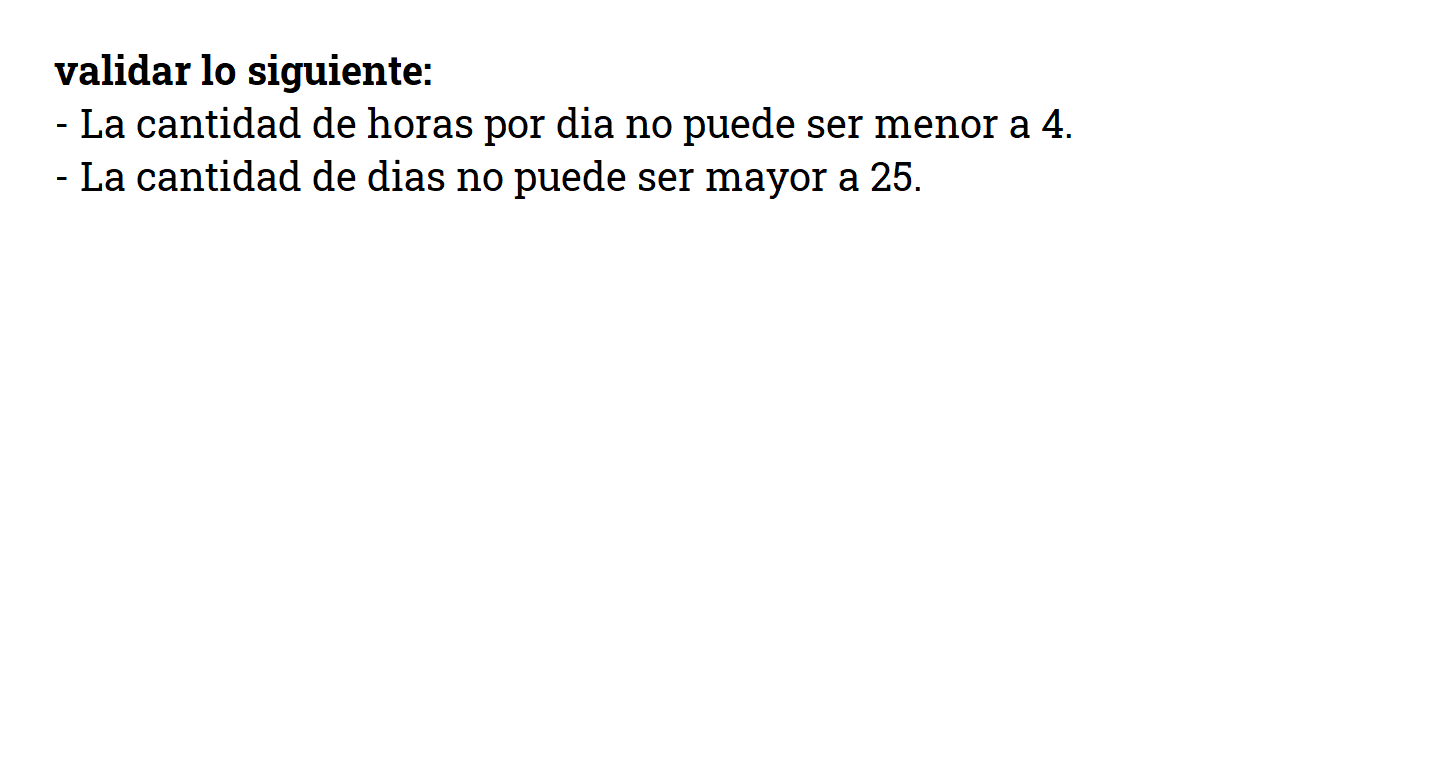 validar lo siguiente:
- La cantidad de horas por dia no puede ser menor a 4.
- La cantidad de dias no puede ser mayor a 25.